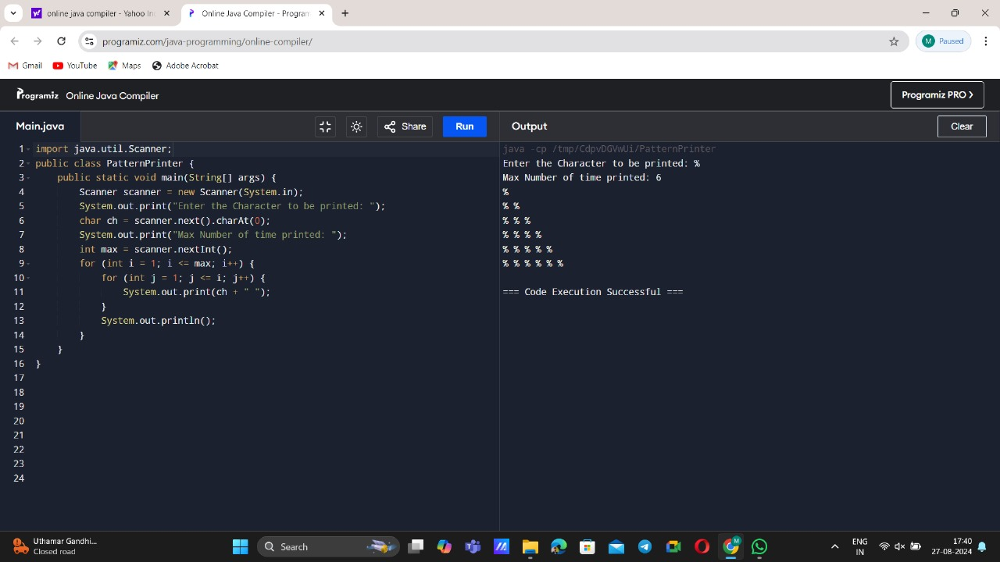 online java compiler - Yahoo In
Online Java Compiler - Program
programiz.com/java-programming/online-compiler/
M Paused
Gmail YouTube Maps Adobe Acrobat
Programiz Online Java Compiler
Programiz PRO >
Main.java
Share
Run
Output
Clear
1 import java.util.Scanner;
2 public class PatternPrinter {
3 public static void main(String[] args) {
4 Scanner scanner = new Scanner(System.in);
5 System.out.print("Enter the Character to be printed: ");
6 char ch = scanner.next().charAt(0);
7 System.out.print("Max Number of time printed: ");
8 int max = scanner.nextInt();
9 for (int i = 1; i <= max; i++) {
10 for (int j = 1; j <= i; j++) {
11 System.out.print(ch + " ");
12 }
13 System.out.println();
14 }
15 }
16 }
17
18
19
20
21
22
23
24
java -cp /tmp/CdpvDGVwUi/PatternPrinter
Enter the Character to be printed: %
Max Number of time printed: 6
%
% %
% % %
% % % %
% % % % %
% % % % % %
=== Code Execution Successful ===
Uthamar Gandhi...
Closed road
Search
ENG
IN
17:40
27-08-2024